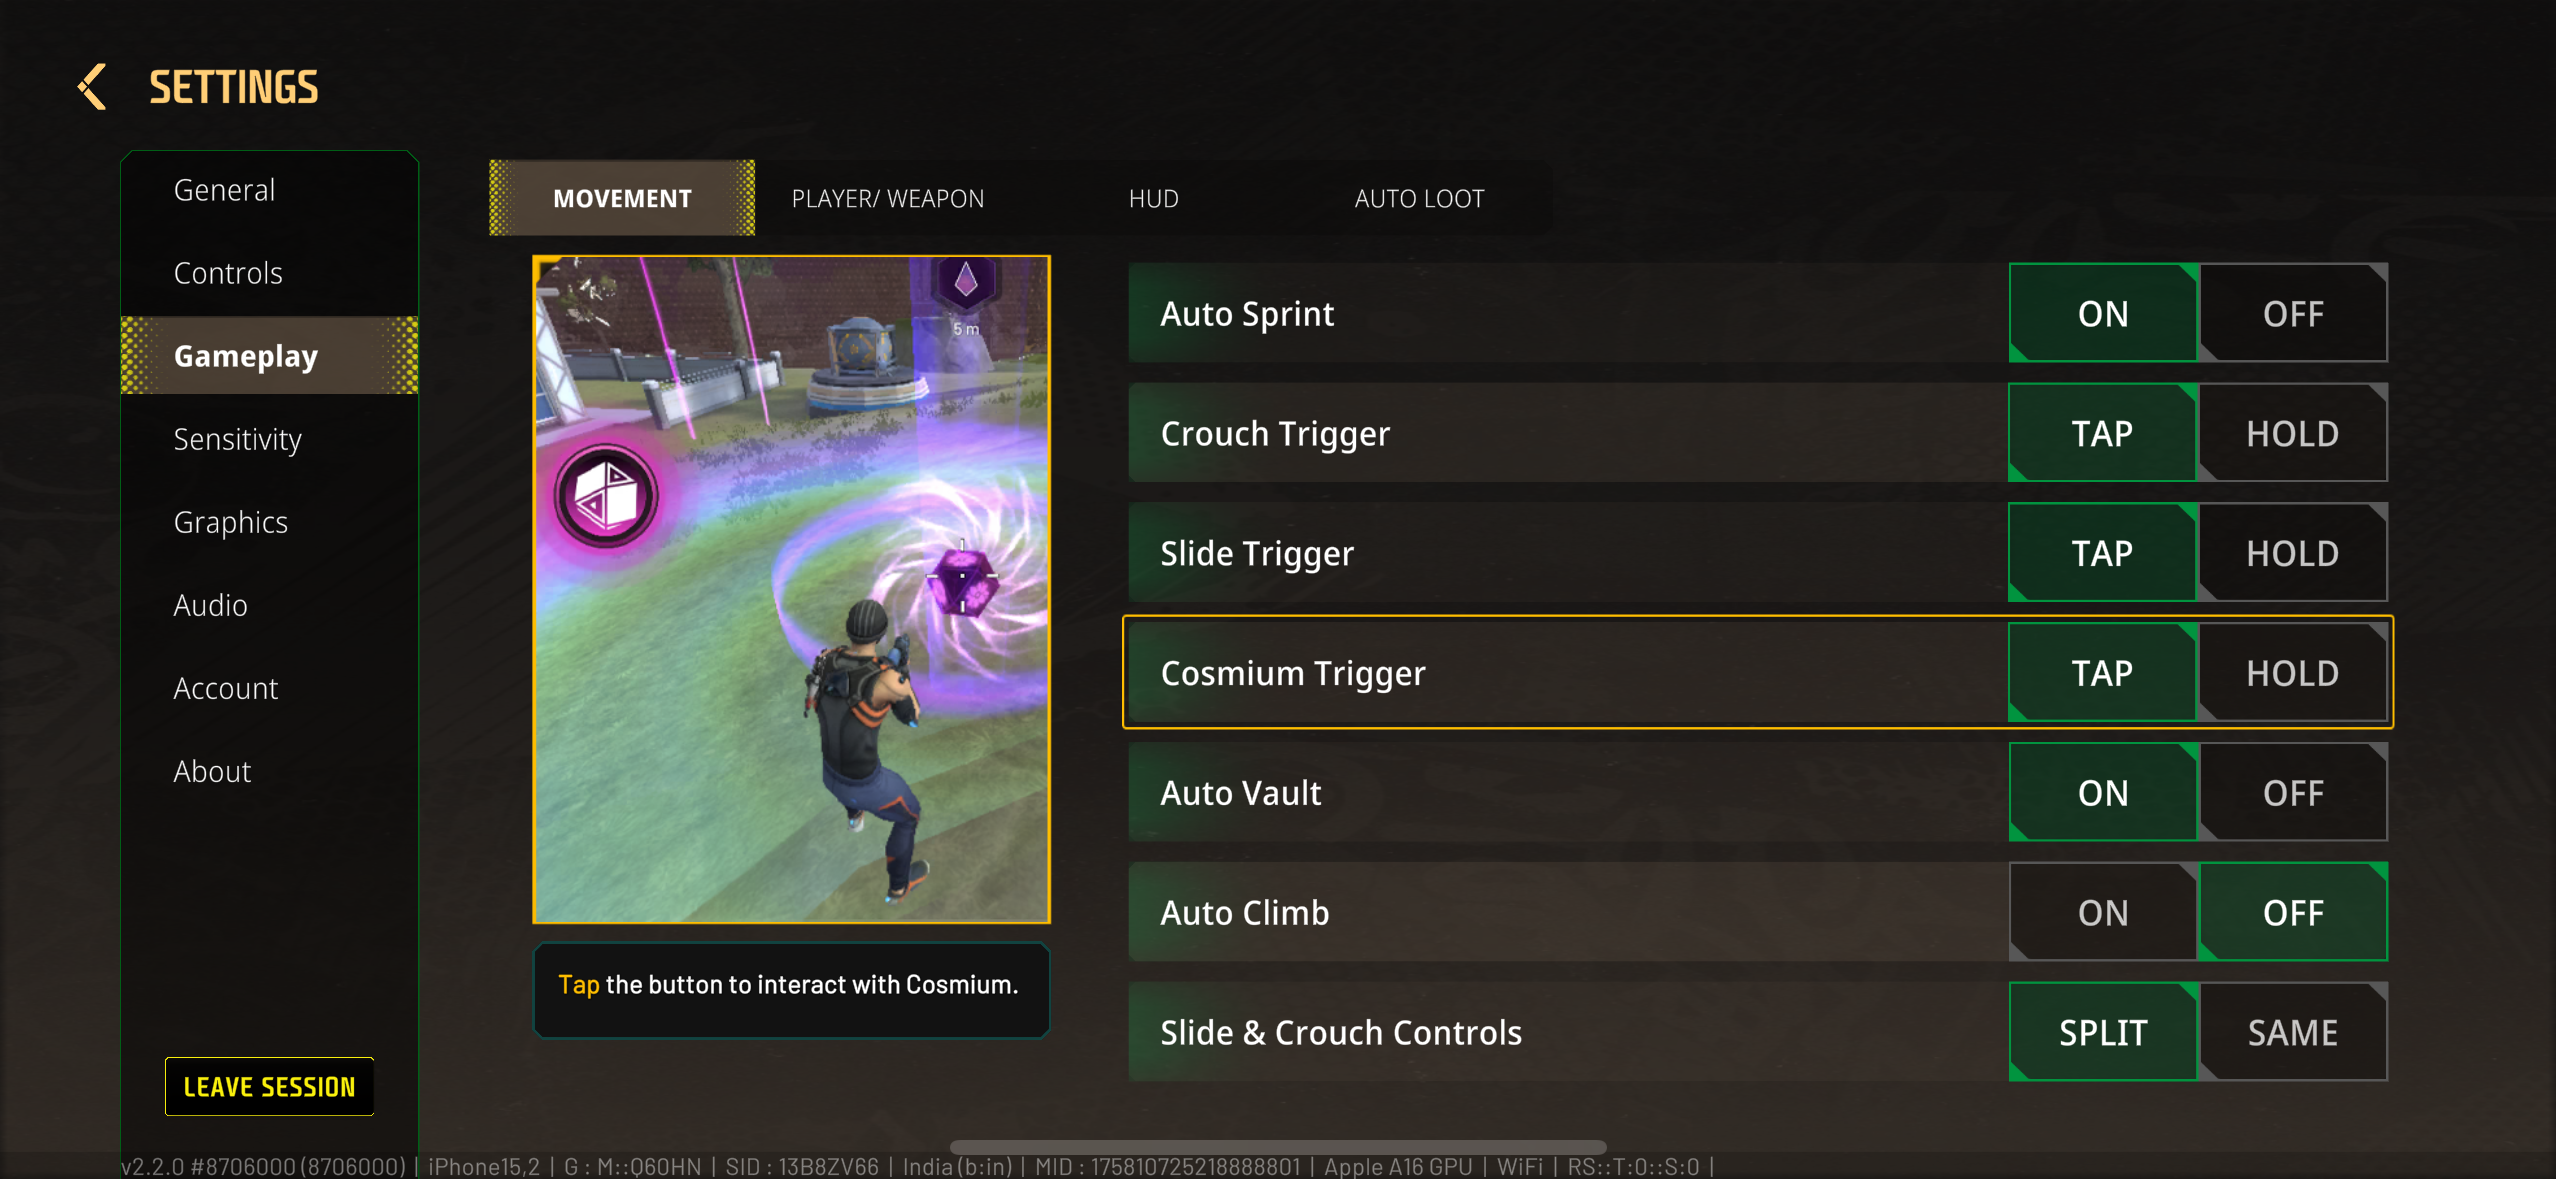 SETTINGS
General
Controls
Gameplay
Sensitivity
Graphics
Audio
Account
About
LEAVE SESSION
MOVEMENT
PLAYER/ WEAPON
HUD
AUTO LOOT
5 m
Tap the button to interact with Cosmium.
Auto Sprint
ON
OFF
Crouch Trigger
TAP
HOLD
Slide Trigger
TAP
HOLD
Cosmium Trigger
TAP
HOLD
Auto Vault
ON
OFF
Auto Climb
ON
OFF
Slide & Crouch Controls
SPLIT
SAME
v2.2.0 #8706000 (8706000) | iPhone15,2 | G : M::Q60HN | SID : 13B8ZV66 | India (b:in) | MID : 1758107252188888801 | Apple A16 GPU | WiFi | RS::T:0::S:0 |